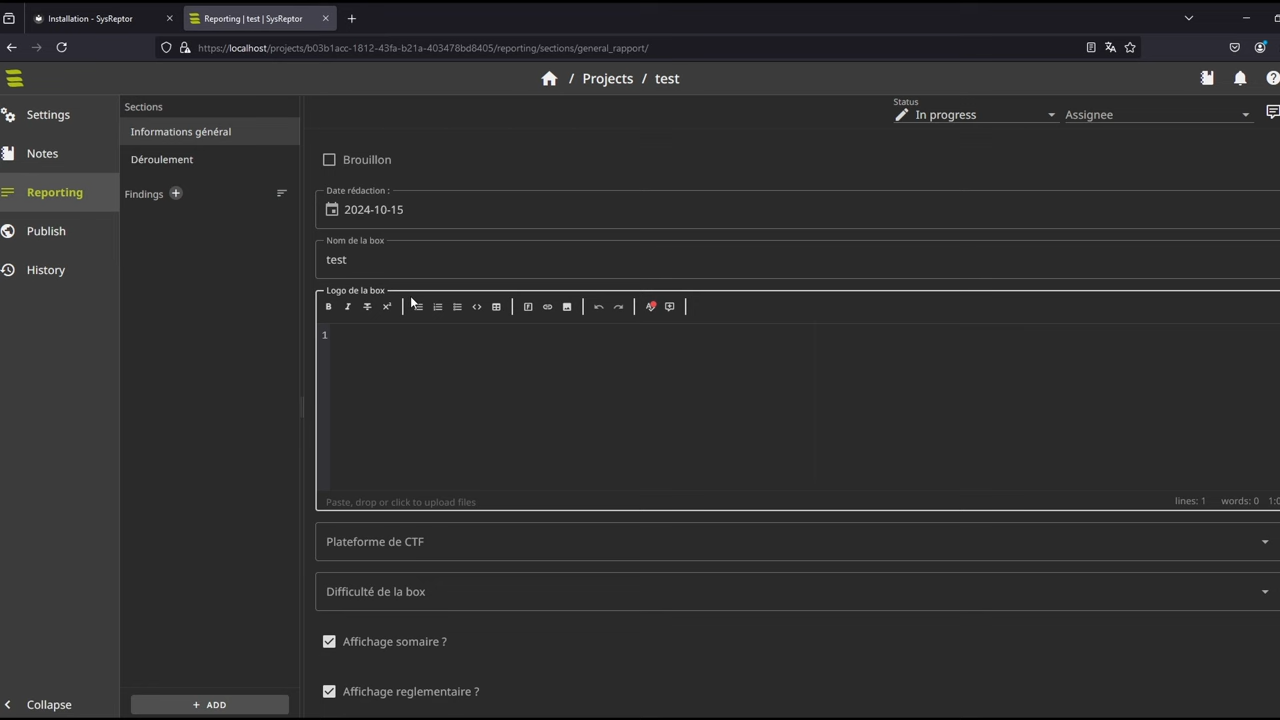 Installation - SysReptor
Reporting | test | SysReptor
https://localhost/projects/b03b1acc-1812-43fa-b21a-403478bd8405/reporting/sections/general_rapport/
/ Projects / test
Settings
Notes
Reporting
Publish
History
Collapse
Sections
Informations général
Déroulement
Findings
+ ADD
Status
In progress
Assignee
Brouillon
Date rédaction :
2024-10-15
Nom de la box
test
Logo de la box
1
Paste, drop or click to upload files
lines: 1 words: 0 1:0
Plateforme de CTF
Difficulté de la box
Affichage somaire ?
Affichage reglementaire ?